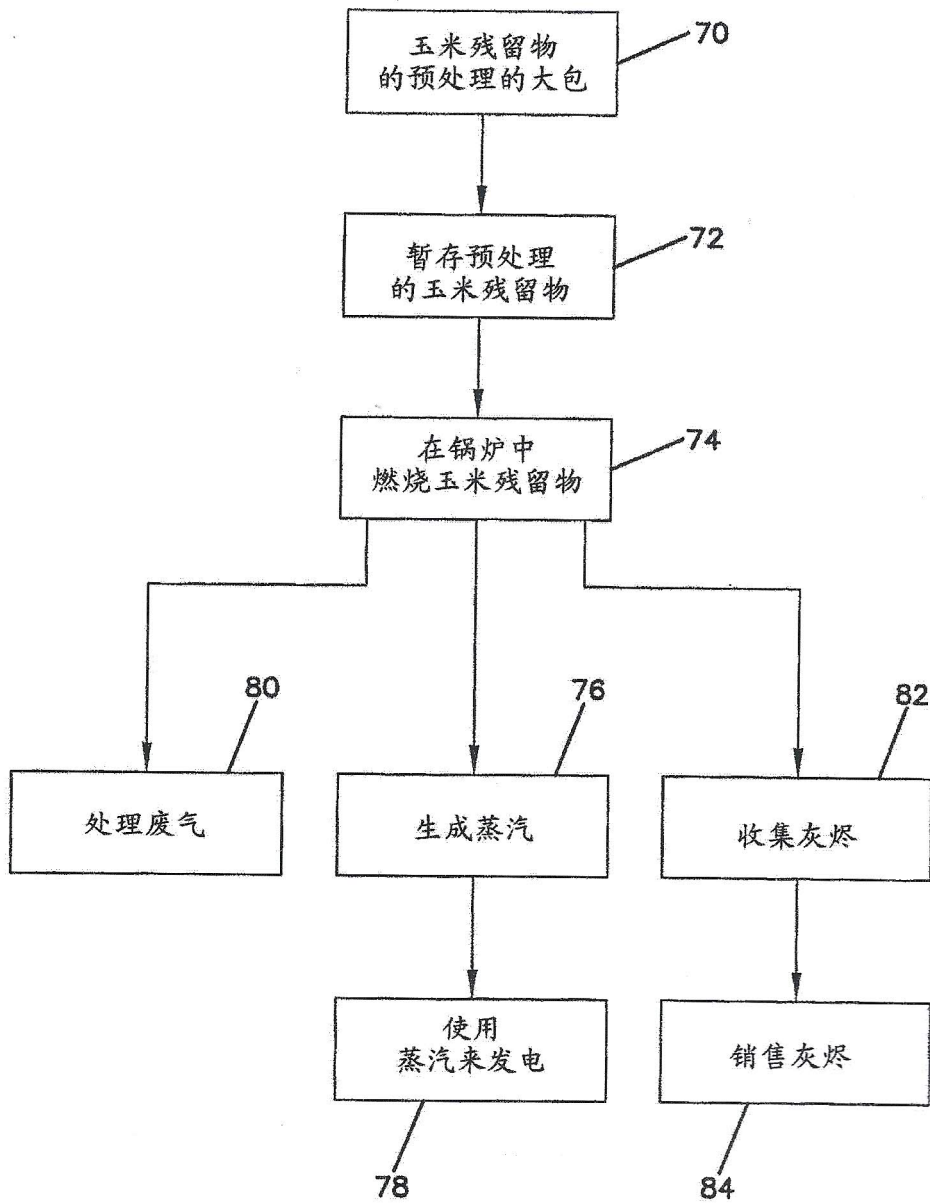 玉米残留物
的预处理的大包
70
暂存预处理
的玉米残留物
72
在锅炉中
燃烧玉米残留物
74
80
76
82
处理废气
生成蒸汽
收集灰烬
使用
蒸汽来发电
销售灰烬
78
84